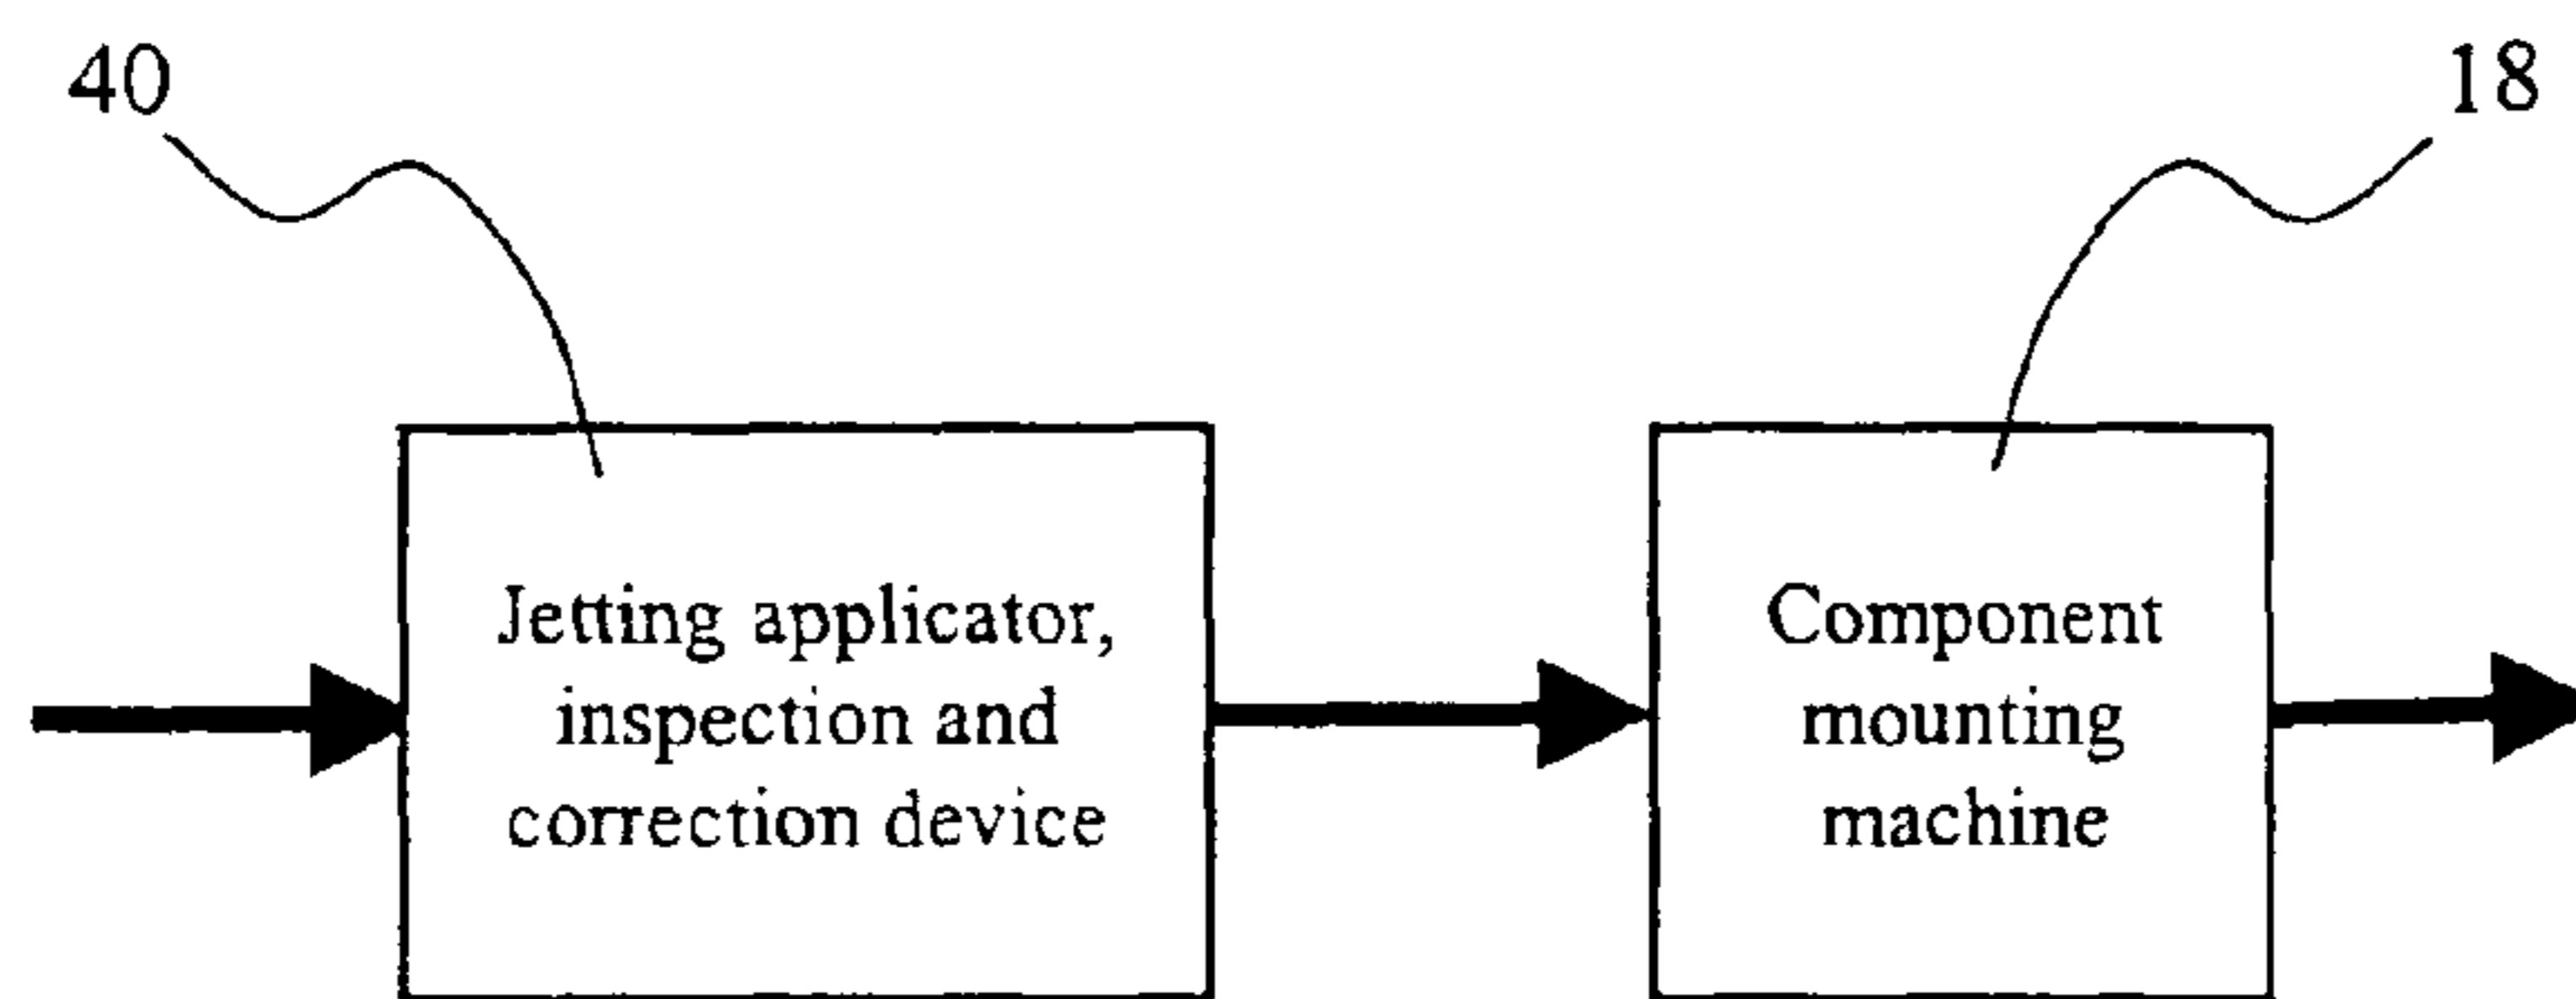 40
18
Jetting applicator,
inspection and
correction device
Component
mounting
machine